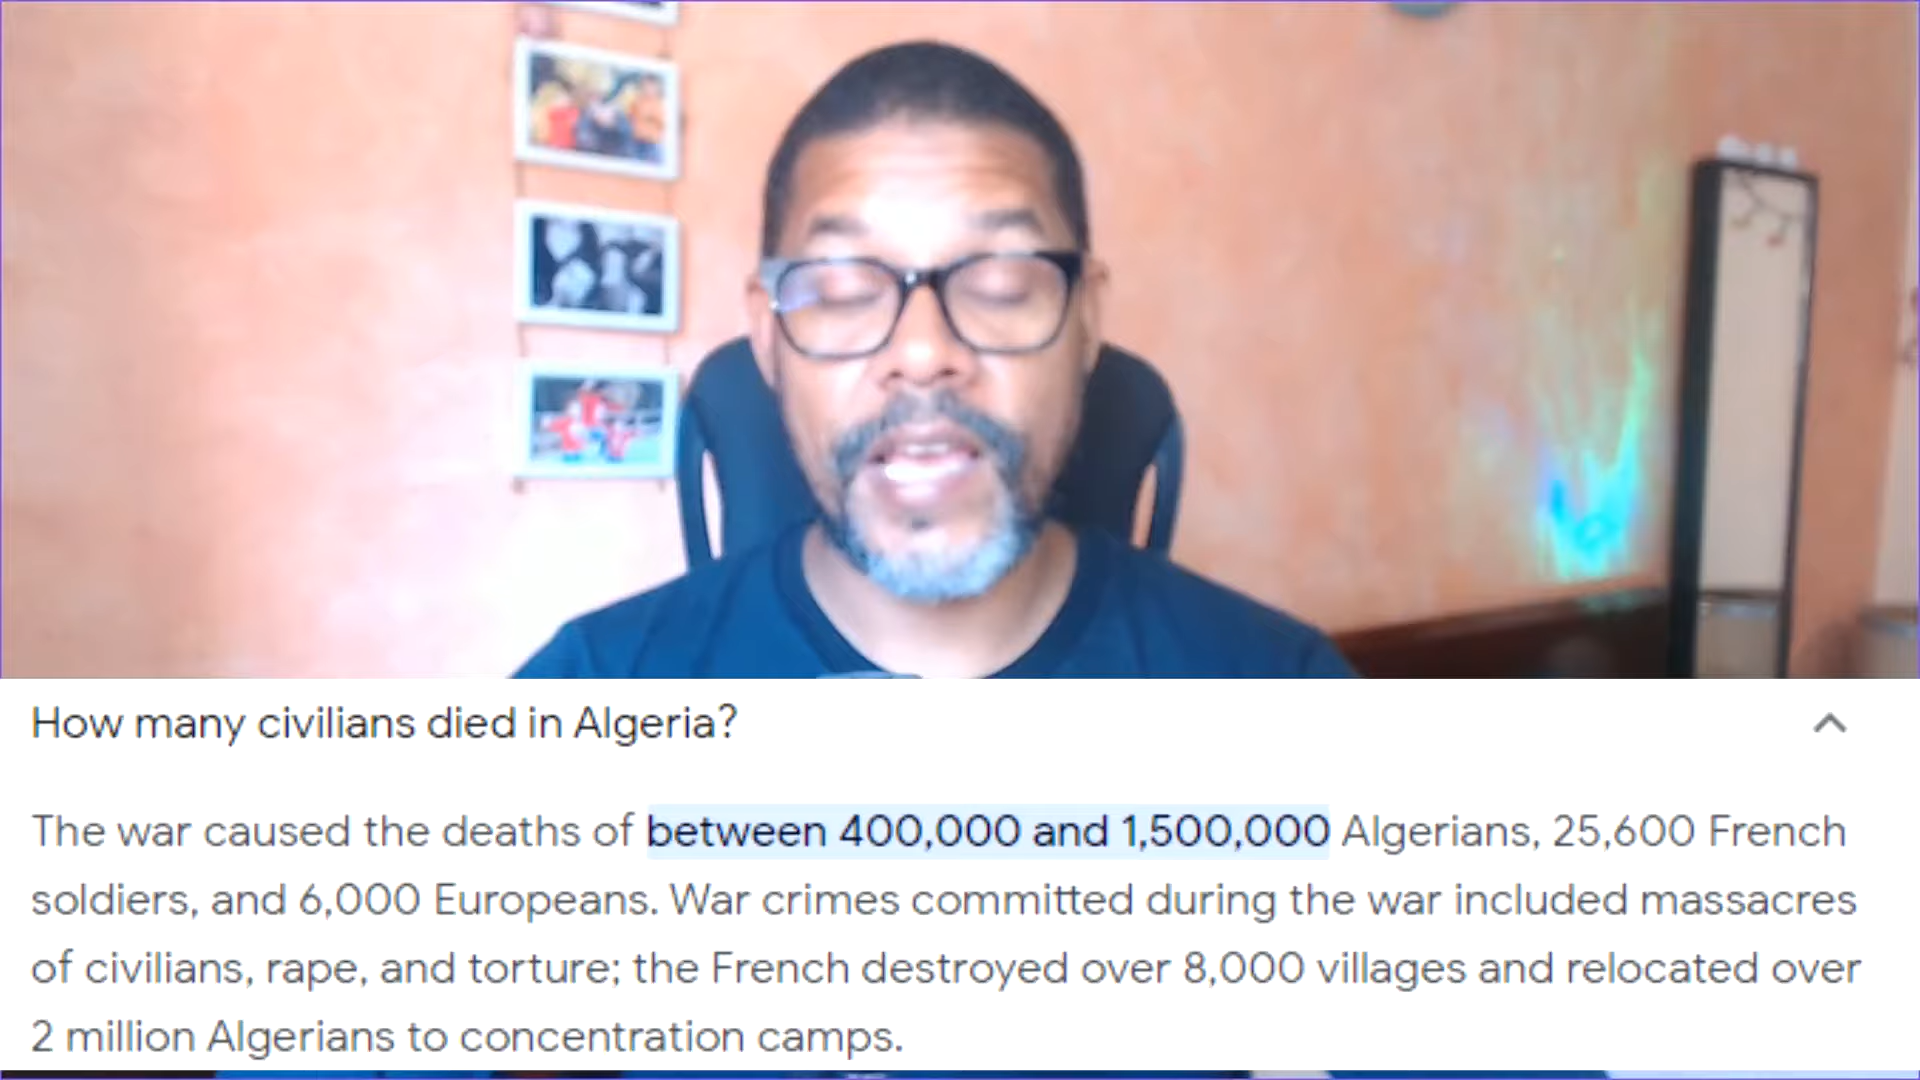 How many civilians died in Algeria?
The war caused the deaths of between 400,000 and 1,500,000 Algerians, 25,600 French
soldiers, and 6,000 Europeans. War crimes committed during the war included massacres
of civilians, rape, and torture; the French destroyed over 8,000 villages and relocated over
2 million Algerians to concentration camps.